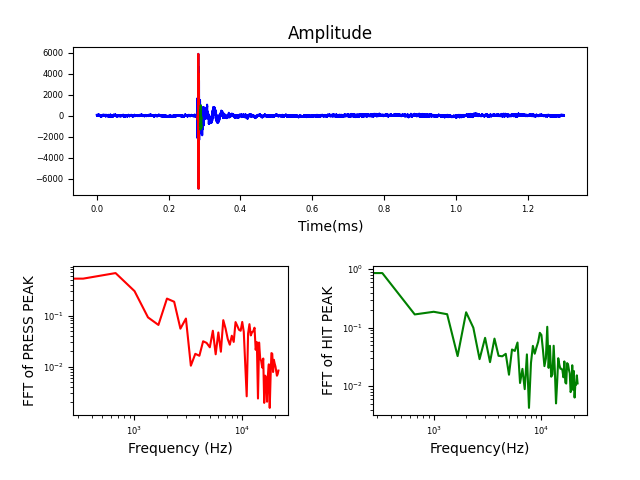 Amplitude
6000
4000
2000
0
−2000
−4000
−6000
0.0 0.2 0.4 0.6 0.8 1.0 1.2
Time(ms)
FFT of PRESS PEAK
10⁻¹
10⁻²
10³ 10⁴
Frequency (Hz)
FFT of HIT PEAK
10⁰
10⁻¹
10⁻²
10³ 10⁴
Frequency(Hz)